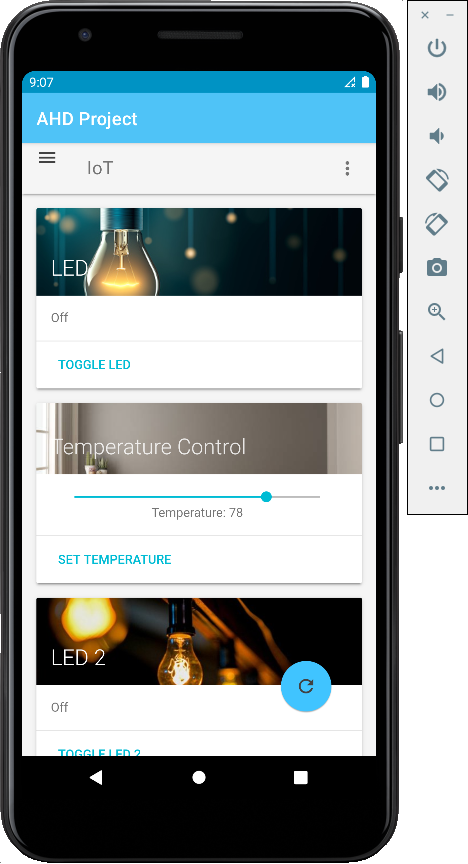 9:07
AHD Project
IoT
LED
Off
TOGGLE LED
Temperature Control
Temperature: 78
SET TEMPERATURE
LED 2
Off
TOGGLE LED 2